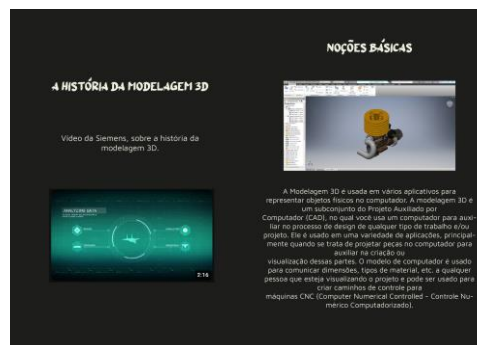 A HISTÓRIA DA MODELAGEM 3D
Vídeo da Siemens, sobre a história da
modelagem 3D.
2:16
NOÇÕES BÁSICAS
A Modelagem 3D é usada em vários aplicativos para
representar objetos físicos no computador. A modelagem 3D é
um subconjunto do Projeto Auxiliado por
Computador (CAD), no qual você usa um computador para auxi-
liar no processo de design de qualquer tipo de trabalho e/ou
projeto. Ele é usado em uma variedade de aplicações, principal-
mente quando se trata de projetar peças no computador para
auxiliar na criação ou
visualização dessas partes. O modelo de computador é usado
para comunicar dimensões, tipos de material, etc. a qualquer
pessoa que esteja visualizando o projeto e pode ser usado para
criar caminhos de controle para
máquinas CNC (Computer Numerical Controlled – Controle Nu-
mérico Computadorizado).